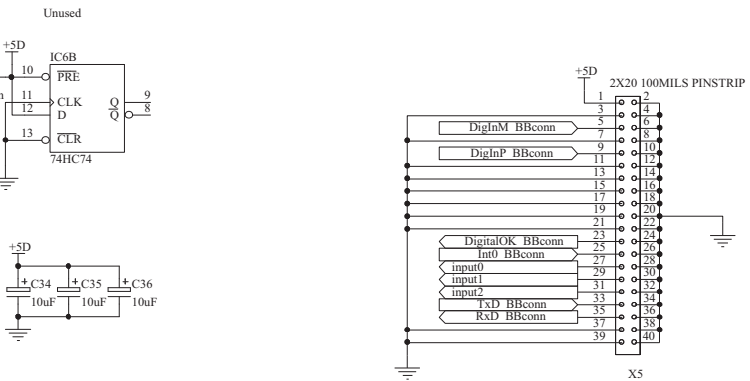 Unused
+5D
IC6B
10
PRE
11
CLK
Q
9
12
D
Q
8
13
CLR
74HC74
+5D
+
C34
10uF
+
C35
10uF
+
C36
10uF
+5D
2X20 100MILS PINSTRIP
1 2
3 4
DigInM_BBconn 5 6
7 8
DigInP_BBconn 9 10
11 12
13 14
15 16
17 18
19 20
21 22
DigitalOK_BBconn 23 24
Int0_BBconn 25 26
input0 27 28
input1 29 30
input2 31 32
TxD_BBconn 33 34
RxD_BBconn 35 36
37 38
39 40
X5